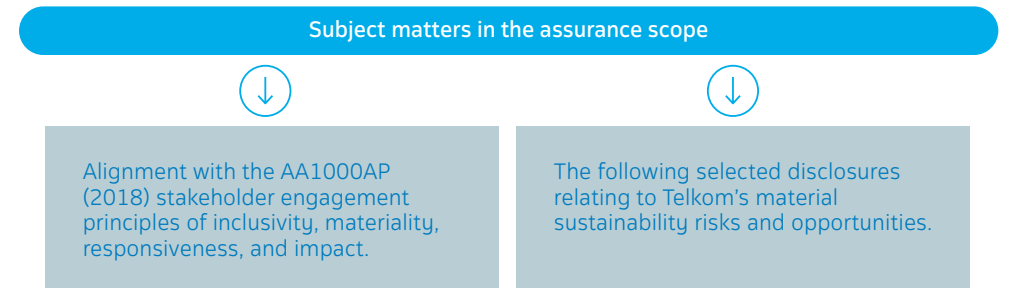 Subject matters in the assurance scope
Alignment with the AA1000AP
(2018) stakeholder engagement
principles of inclusivity, materiality,
responsiveness, and impact.
The following selected disclosures
relating to Telkom's material
sustainability risks and opportunities.